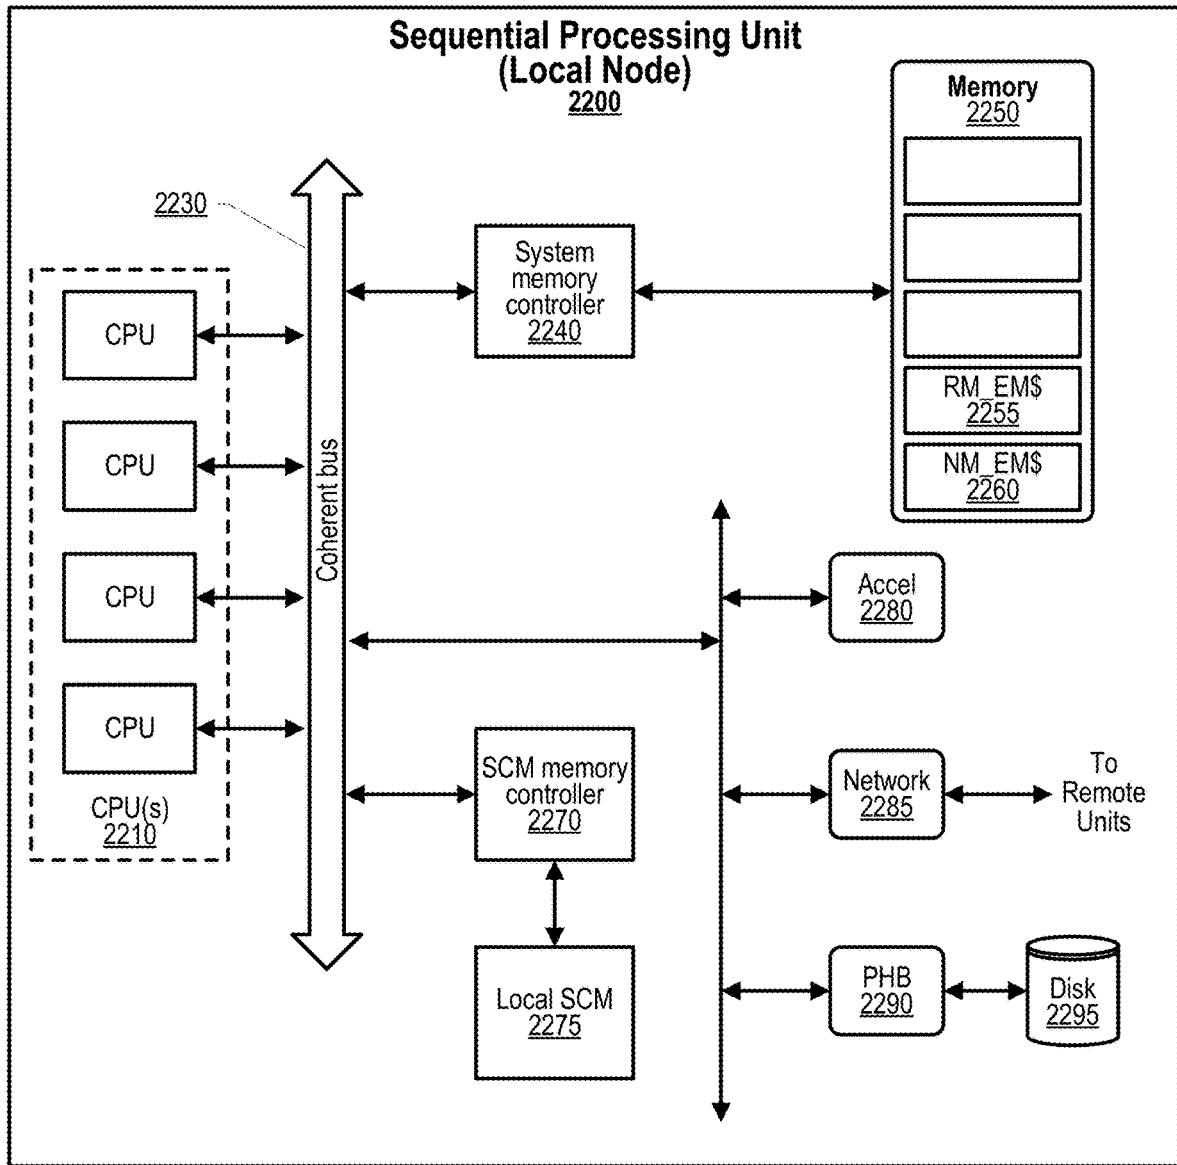 Sequential Processing Unit
(Local Node)
2200
Memory
2250
2230
System
memory
controller
2240
CPU
CPU
CPU
CPU
CPU(s)
2210
Coherent bus
RM_EM$
2255
NM_EM$
2260
Accel
2280
SCM memory
controller
2270
Network
2285
To
Remote
Units
Local SCM
2275
PHB
2290
Disk
2295